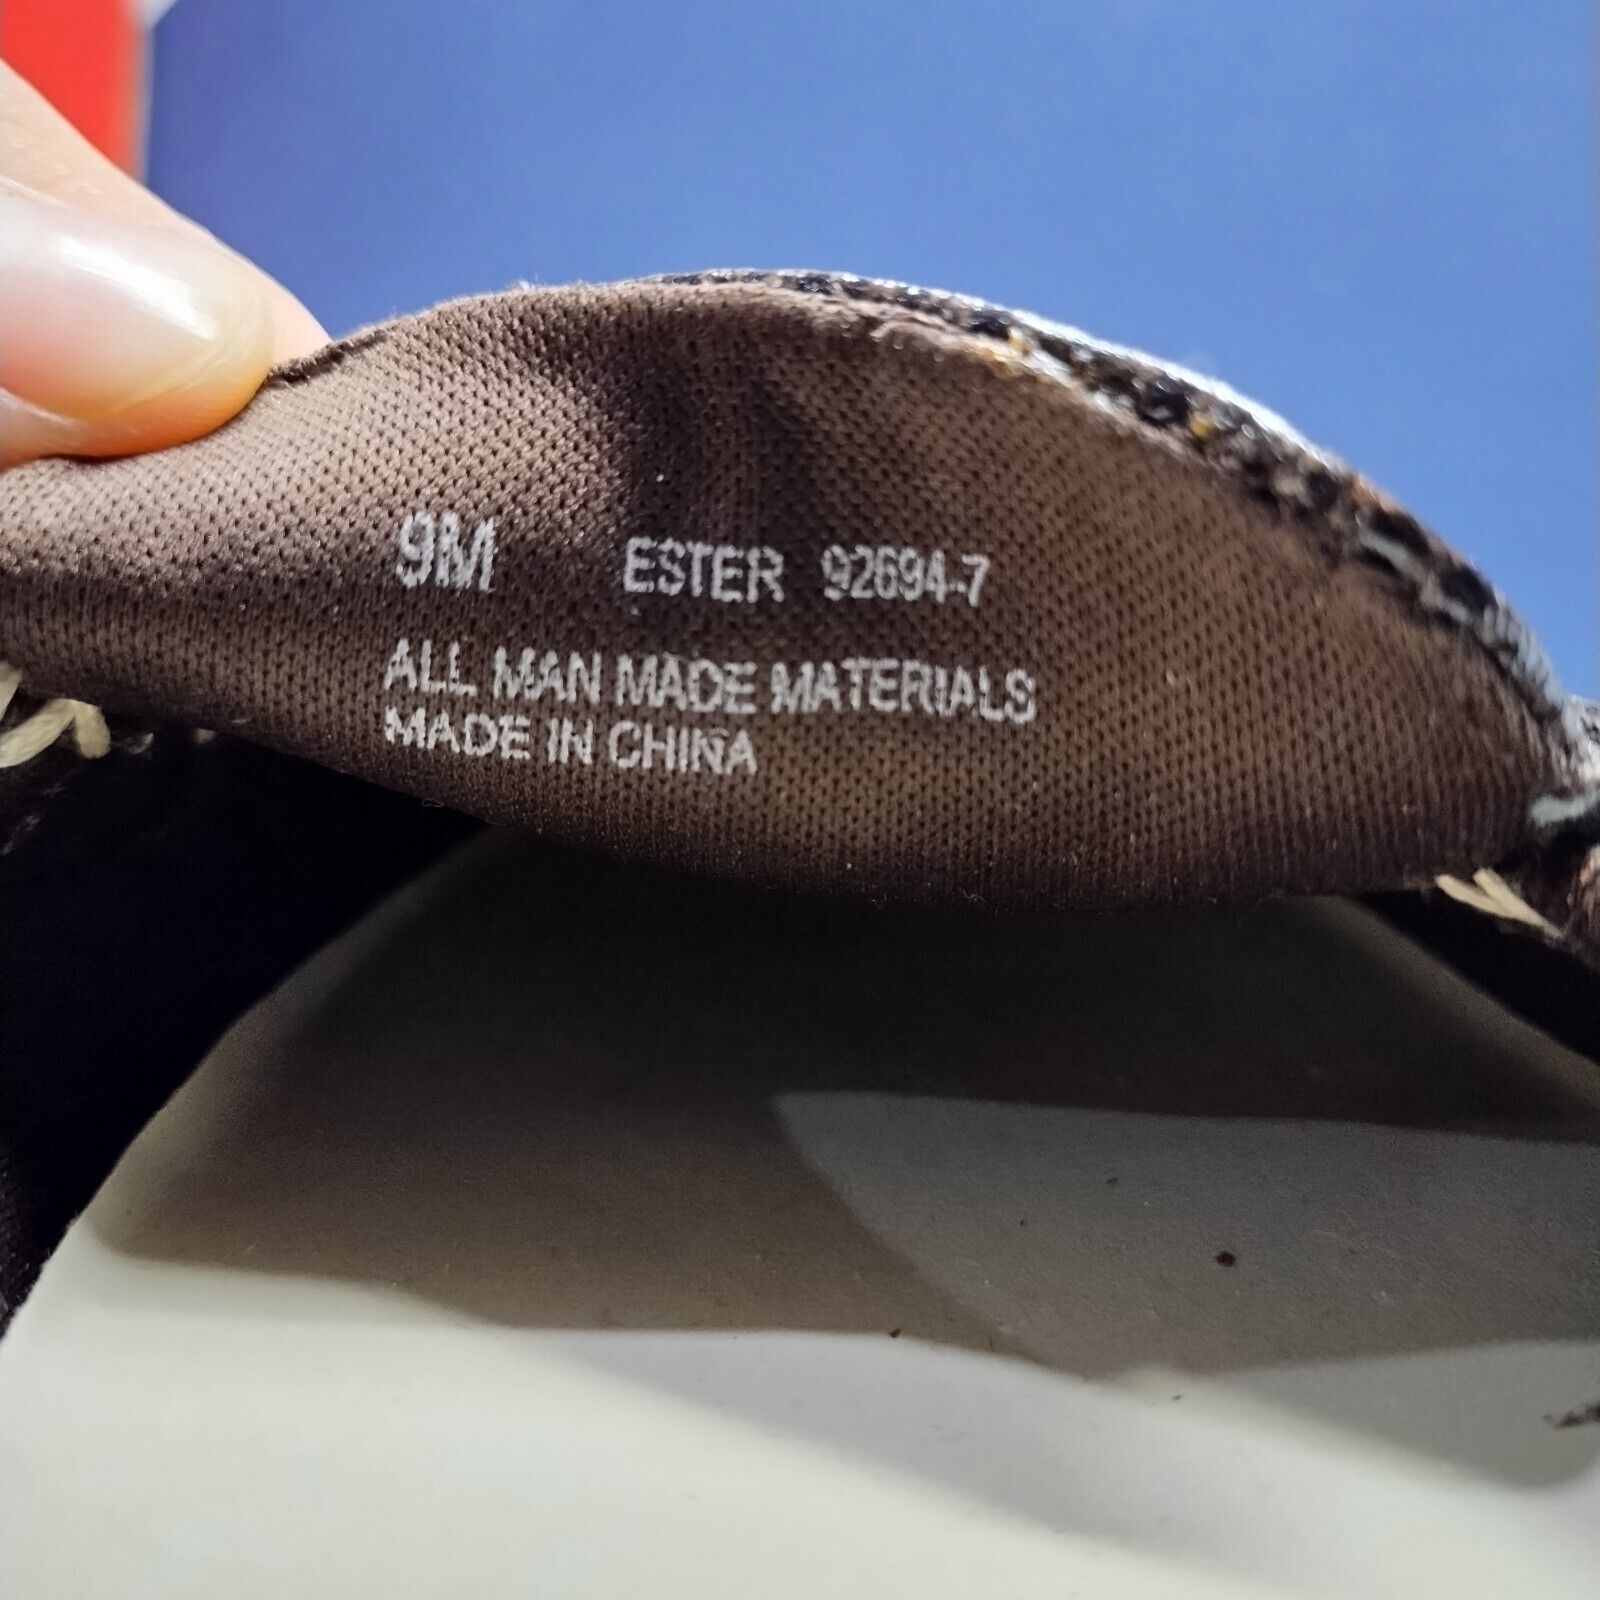 9M ESTER 92694-7
ALL MAN MADE MATERIALS
MADE IN CHINA